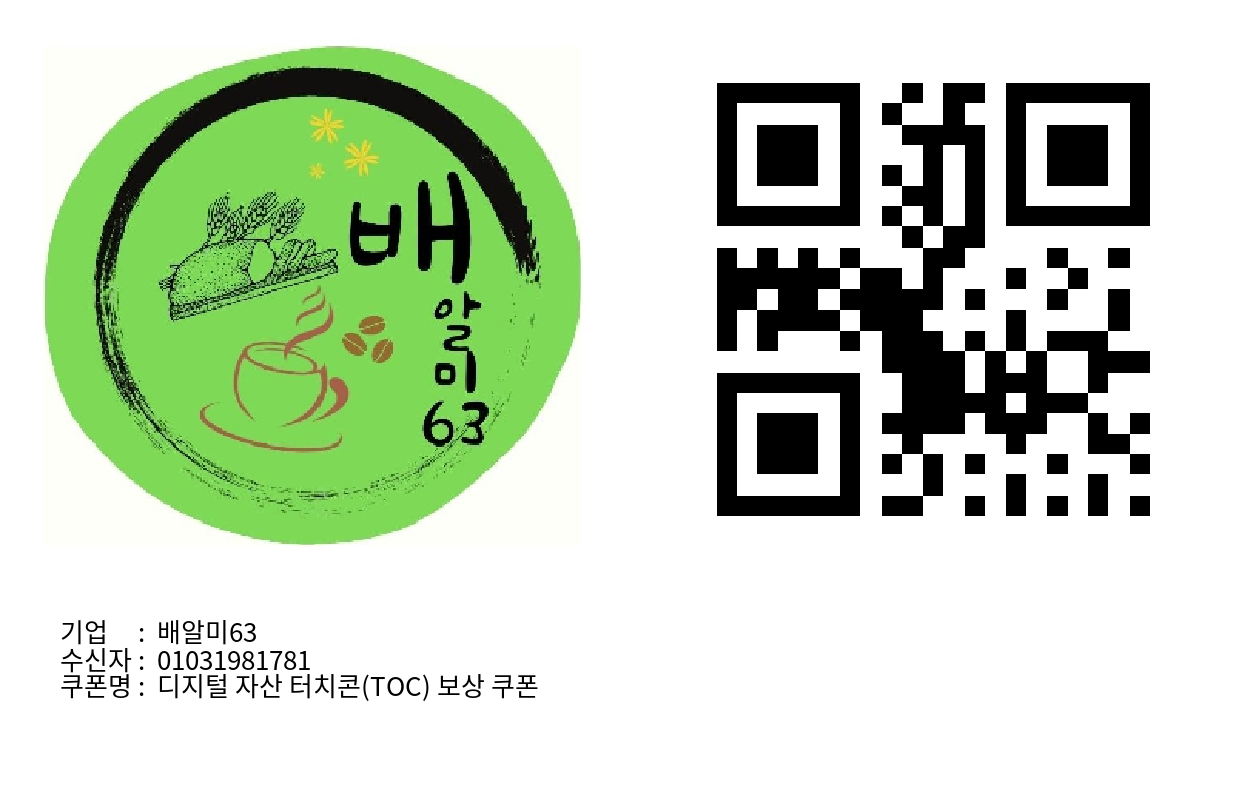 배
알
미
63
기업 : 배알미63
수신자 : 01031981781
쿠폰명 : 디지털 자산 터치콘(TOC) 보상 쿠폰